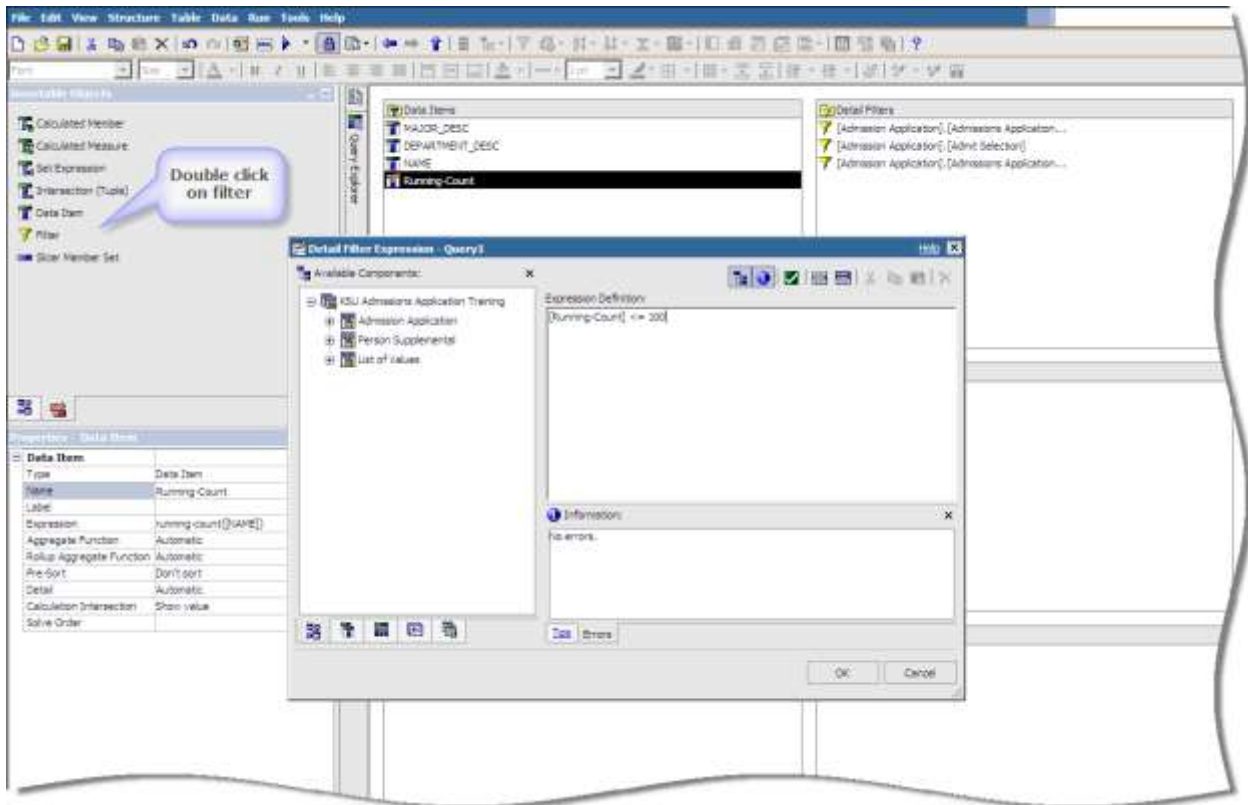 File Edit View Structure Table Data Run Tools Help
Font
Size
Insertable Objects
Calculated Member
Calculated Measure
Set Expression
Intersection (Tuple)
Data Item
Filter
Slicer Member Set
Double click
on filter
Query Explorer
Data Items
MAJOR_DESC
DEPARTMENT_DESC
NAME
Running-Count
Detail Filters
[Admission Application].[Admissions Application...
[Admission Application].[Admit Selection]
[Admission Application].[Admissions Application...
Detail Filter Expression - Query1
Help
Available Components:
KSU Admissions Application Training
Admission Application
Person Supplemental
List of Values
Expression Definition:
[Running-Count] <= 100
Information:
No errors.
Tips Errors
OK Cancel
Properties - Data Item
Data Item
Type Data Item
Name Running-Count
Label
Expression running-count([NAME])
Aggregate Function Automatic
Rollup Aggregate Function Automatic
Pre-Sort Don't sort
Detail Automatic
Calculation Intersection Show value
Solve Order